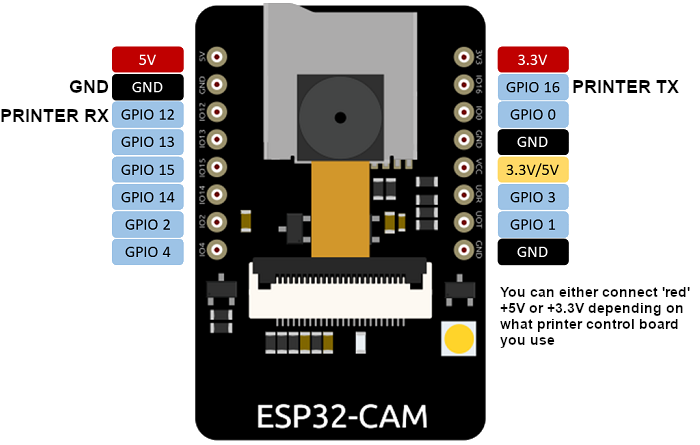 5V
GND GND
PRINTER RX GPIO 12
GPIO 13
GPIO 15
GPIO 14
GPIO 2
GPIO 4
5V
GND
IO12
IO13
IO15
IO14
IO2
IO4
3V3
IO16
IO0
GND
VCC
UOR
UOT
GND
3.3V
GPIO 16 PRINTER TX
GPIO 0
GND
3.3V/5V
GPIO 3
GPIO 1
GND
You can either connect 'red'
+5V or +3.3V depending on
what printer control board
you use
ESP32-CAM